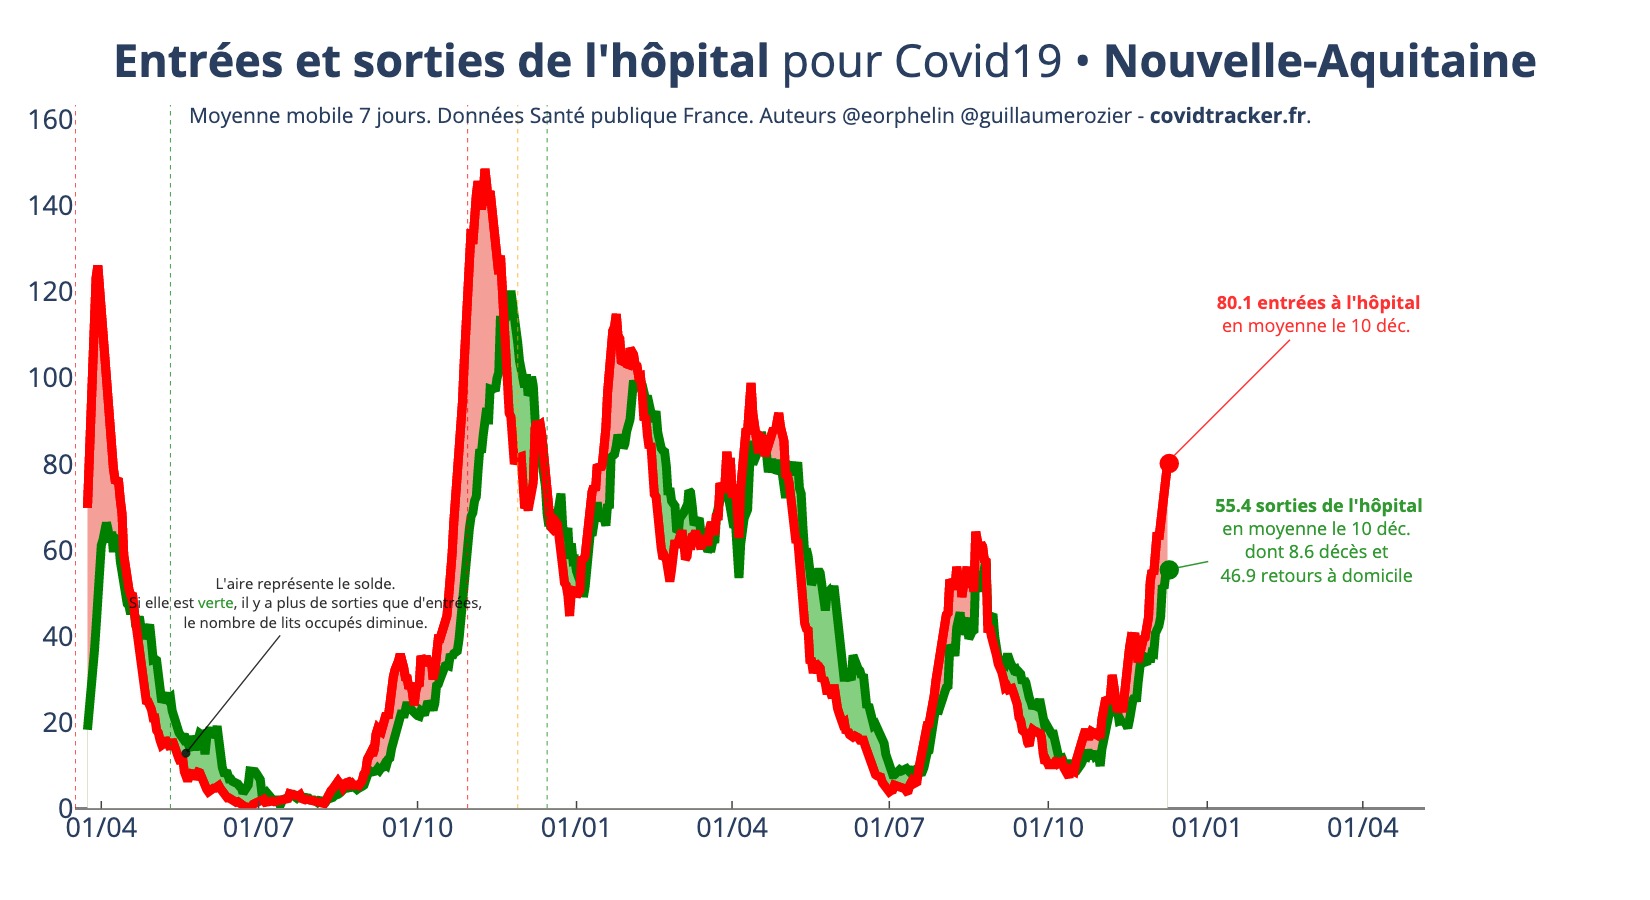 Entrées et sorties de l'hôpital pour Covid19 • Nouvelle-Aquitaine
Moyenne mobile 7 jours. Données Santé publique France. Auteurs @eorphelin @guillaumerozier - covidtracker.fr.
160
140
120
100
80
60
40
20
0
80.1 entrées à l'hôpital
en moyenne le 10 déc.
55.4 sorties de l'hôpital
en moyenne le 10 déc.
dont 8.6 décès et
46.9 retours à domicile
L'aire représente le solde.
Si elle est verte, il y a plus de sorties que d'entrées,
le nombre de lits occupés diminue.
01/04 01/07 01/10 01/01 01/04 01/07 01/10 01/01 01/04